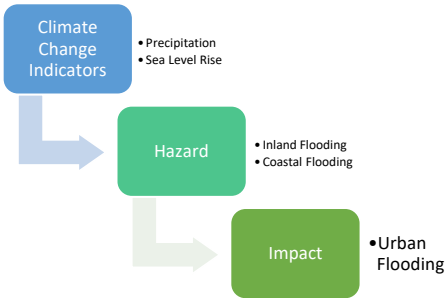 Climate
Change
Indicators
• Precipitation
• Sea Level Rise
Hazard
• Inland Flooding
• Coastal Flooding
Impact
• Urban
Flooding